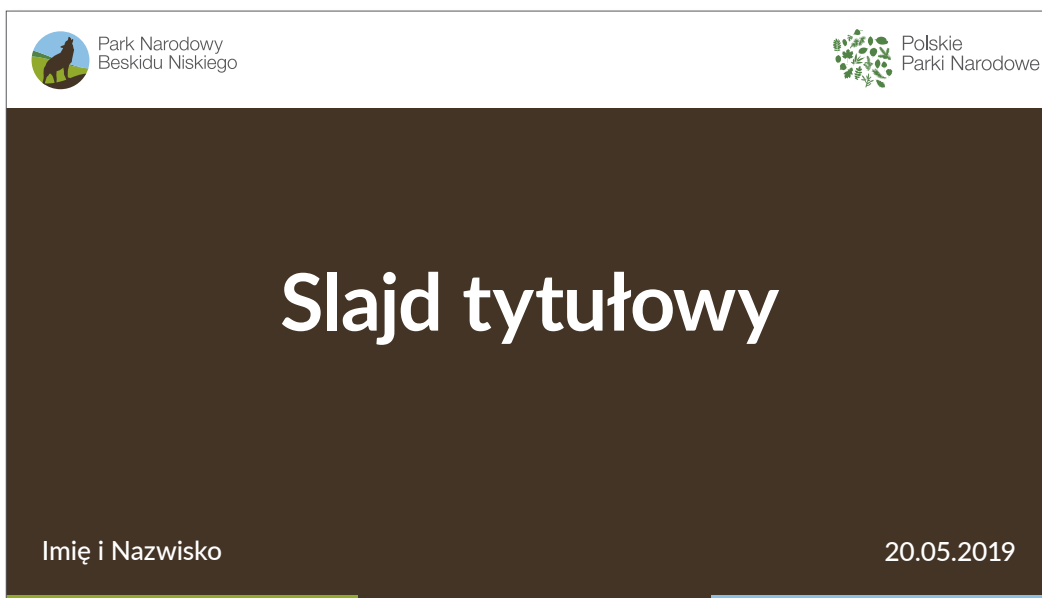 Park Narodowy
Beskidu Niskiego
Polskie
Parki Narodowe
Slajd tytułowy
Imię i Nazwisko
20.05.2019